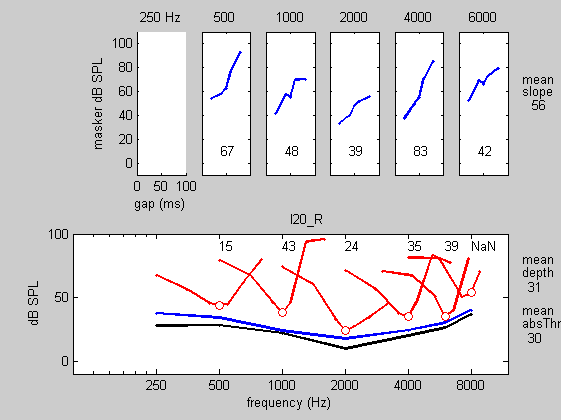 250 Hz 500 1000 2000 4000 6000
100
80
60
40
20
0
masker dB SPL
67 48 39 83 42
mean
slope
56
0 50 100
gap (ms)
I20_R
100
50
0
dB SPL
15 43 24 35 39 NaN
mean
depth
31
mean
absThr
30
250 500 1000 2000 4000 8000
frequency (Hz)